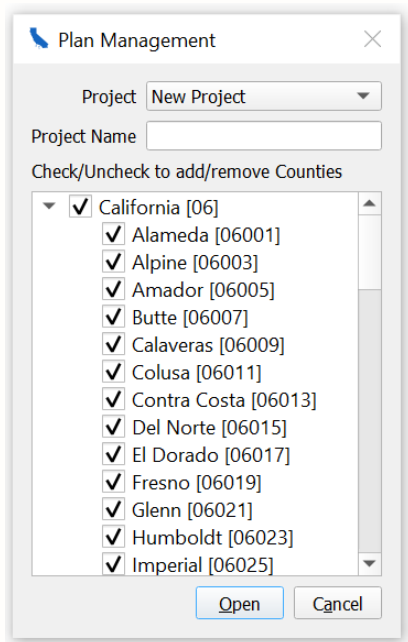 Plan Management
Project New Project
Project Name
Check/Uncheck to add/remove Counties
California [06]
Alameda [06001]
Alpine [06003]
Amador [06005]
Butte [06007]
Calaveras [06009]
Colusa [06011]
Contra Costa [06013]
Del Norte [06015]
El Dorado [06017]
Fresno [06019]
Glenn [06021]
Humboldt [06023]
Imperial [06025]
Open Cancel